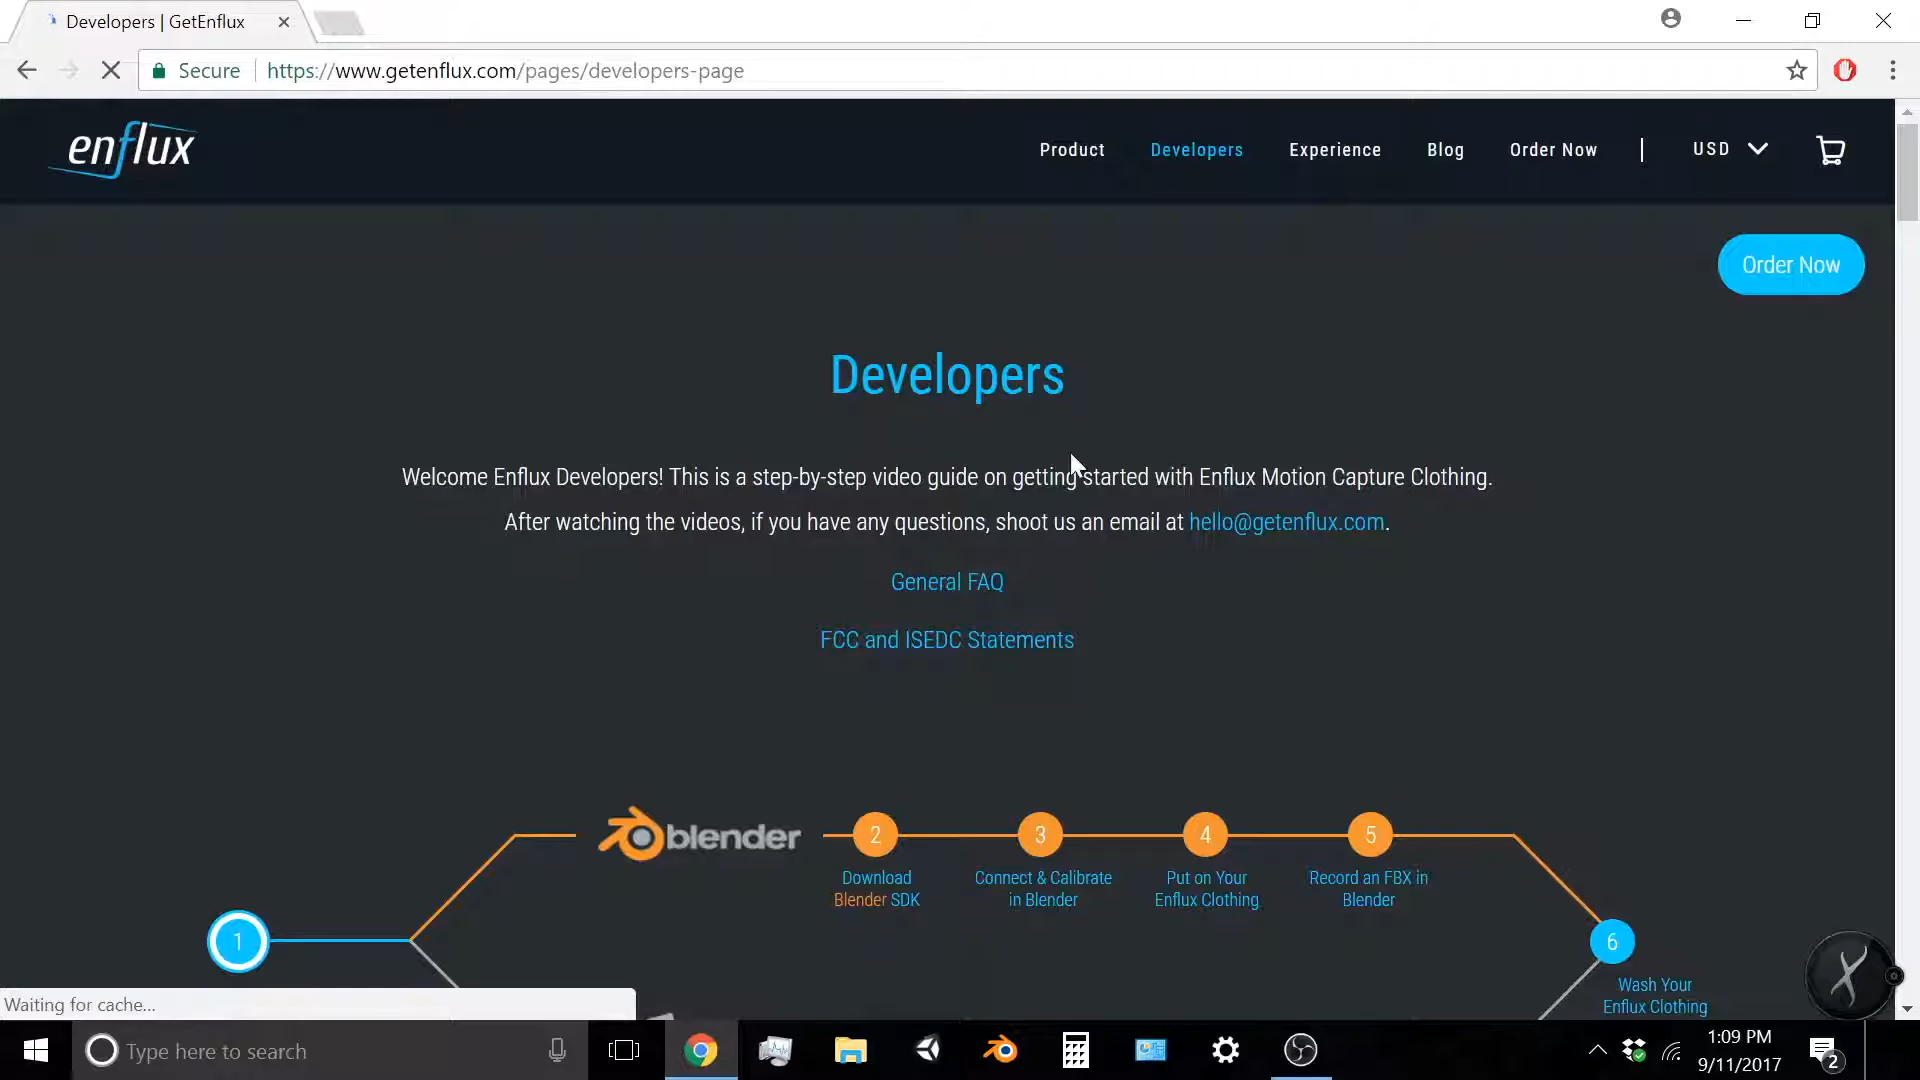 Developers | GetEnflux
Secure https://www.getenflux.com/pages/developers-page
enflux
Product Developers Experience Blog Order Now | USD
Order Now
Developers
Welcome Enflux Developers! This is a step-by-step video guide on getting started with Enflux Motion Capture Clothing.
After watching the videos, if you have any questions, shoot us an email at hello@getenflux.com.
General FAQ
FCC and ISEDC Statements
blender 2 3 4 5
Download Connect & Calibrate Put on Your Record an FBX in
Blender SDK in Blender Enflux Clothing Blender
1 6
Wash Your
Enflux Clothing
Waiting for cache...
Type here to search
1:09 PM
9/11/2017
2